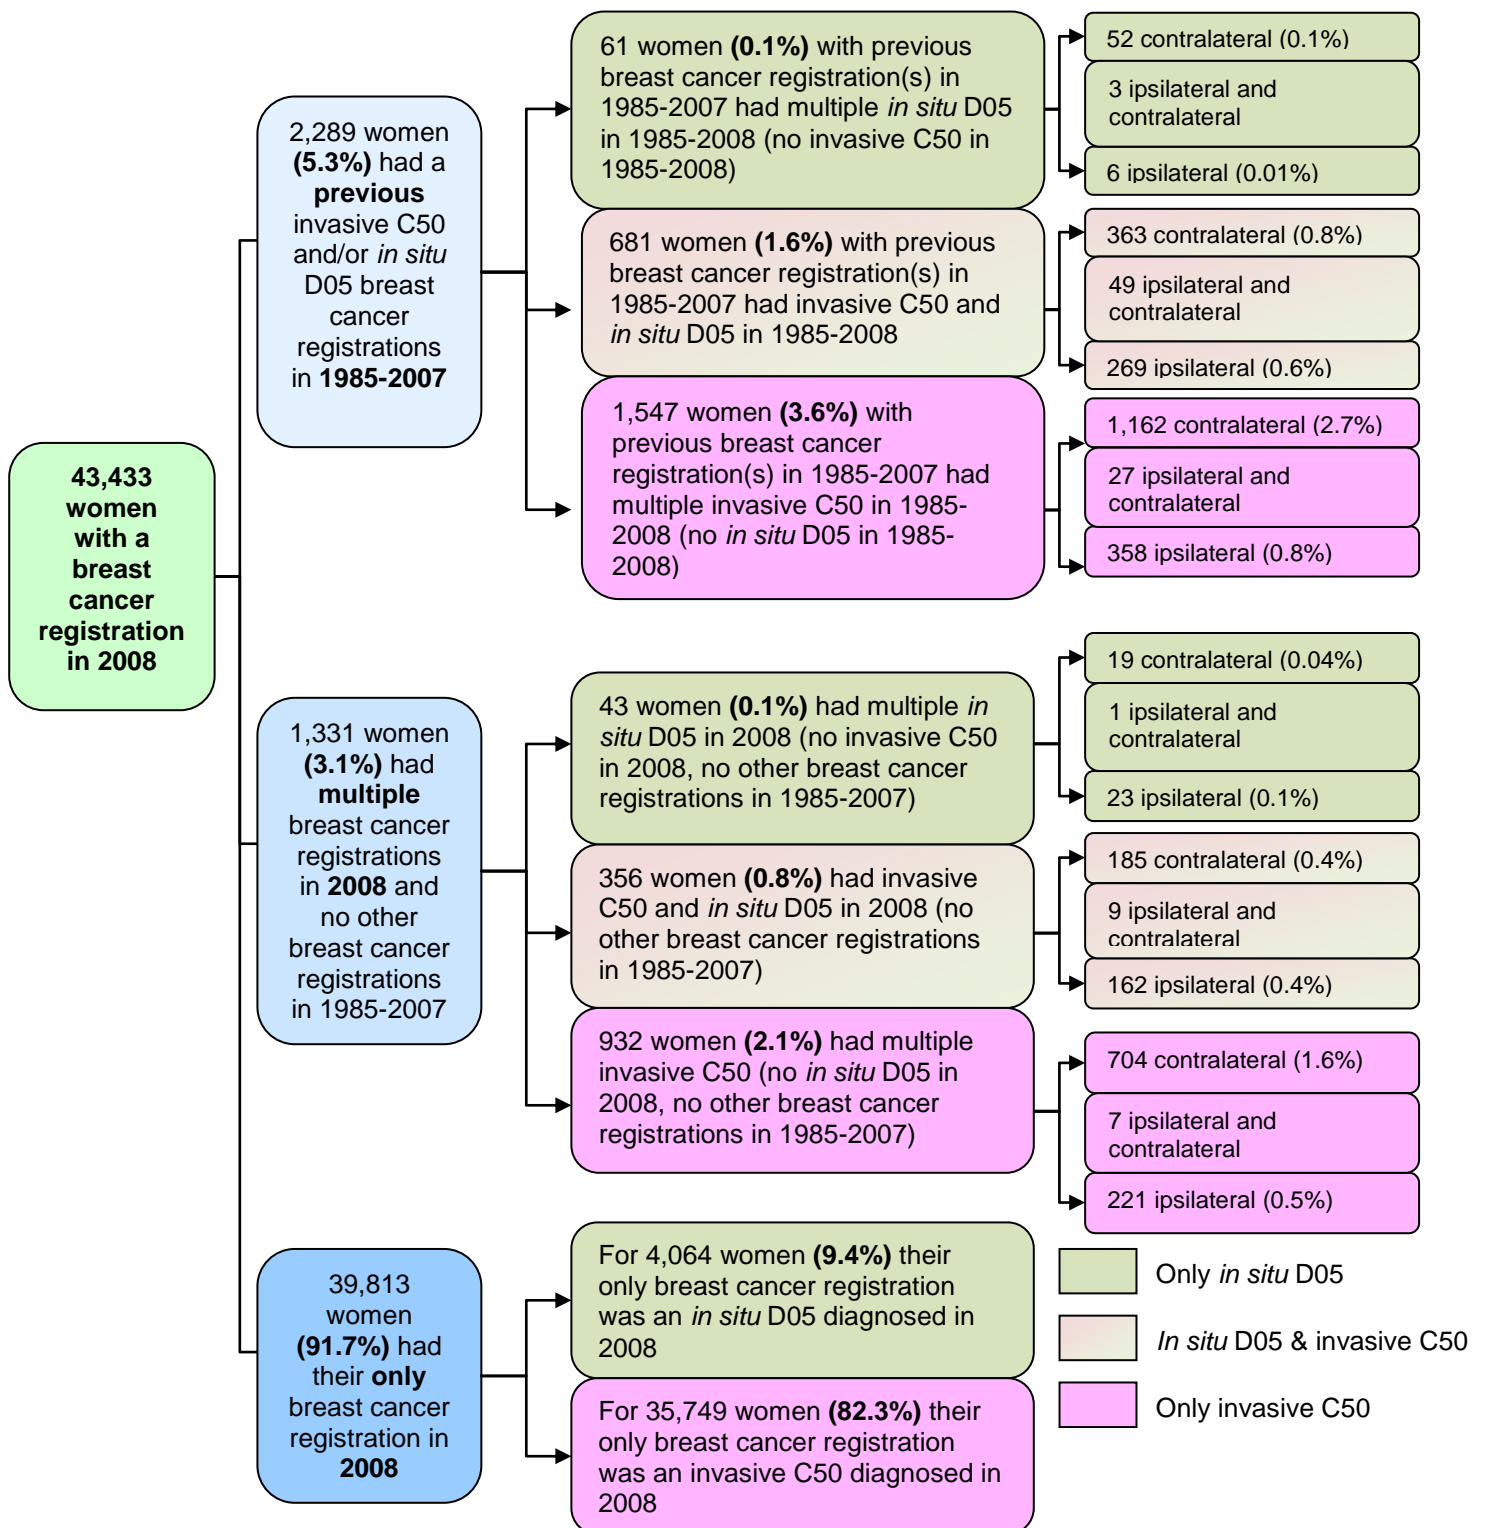 43,433
women
with a
breast
cancer
registration
in 2008
2,289 women
(5.3%) had a
previous
invasive C50
and/or in situ
D05 breast
cancer
registrations
in 1985-2007
61 women (0.1%) with previous
breast cancer registration(s) in
1985-2007 had multiple in situ D05
in 1985-2008 (no invasive C50 in
1985-2008)
52 contralateral (0.1%)
3 ipsilateral and
contralateral
6 ipsilateral (0.01%)
681 women (1.6%) with previous
breast cancer registration(s) in
1985-2007 had invasive C50 and
in situ D05 in 1985-2008
363 contralateral (0.8%)
49 ipsilateral and
contralateral
269 ipsilateral (0.6%)
1,547 women (3.6%) with
previous breast cancer
registration(s) in 1985-2007 had
multiple invasive C50 in 1985-
2008 (no in situ D05 in 1985-
2008)
1,162 contralateral (2.7%)
27 ipsilateral and
contralateral
358 ipsilateral (0.8%)
1,331 women
(3.1%) had
multiple
breast cancer
registrations
in 2008 and
no other
breast cancer
registrations
in 1985-2007
43 women (0.1%) had multiple in
situ D05 in 2008 (no invasive C50
in 2008, no other breast cancer
registrations in 1985-2007)
19 contralateral (0.04%)
1 ipsilateral and
contralateral
23 ipsilateral (0.1%)
356 women (0.8%) had invasive
C50 and in situ D05 in 2008 (no
other breast cancer registrations
in 1985-2007)
185 contralateral (0.4%)
9 ipsilateral and
contralateral
162 ipsilateral (0.4%)
932 women (2.1%) had multiple
invasive C50 (no in situ D05 in
2008, no other breast cancer
registrations in 1985-2007)
704 contralateral (1.6%)
7 ipsilateral and
contralateral
221 ipsilateral (0.5%)
39,813
women
(91.7%) had
their only
breast cancer
registration in
2008
For 4,064 women (9.4%) their
only breast cancer registration
was an in situ D05 diagnosed in
2008
For 35,749 women (82.3%) their
only breast cancer registration
was an invasive C50 diagnosed in
2008
Only in situ D05
In situ D05 & invasive C50
Only invasive C50